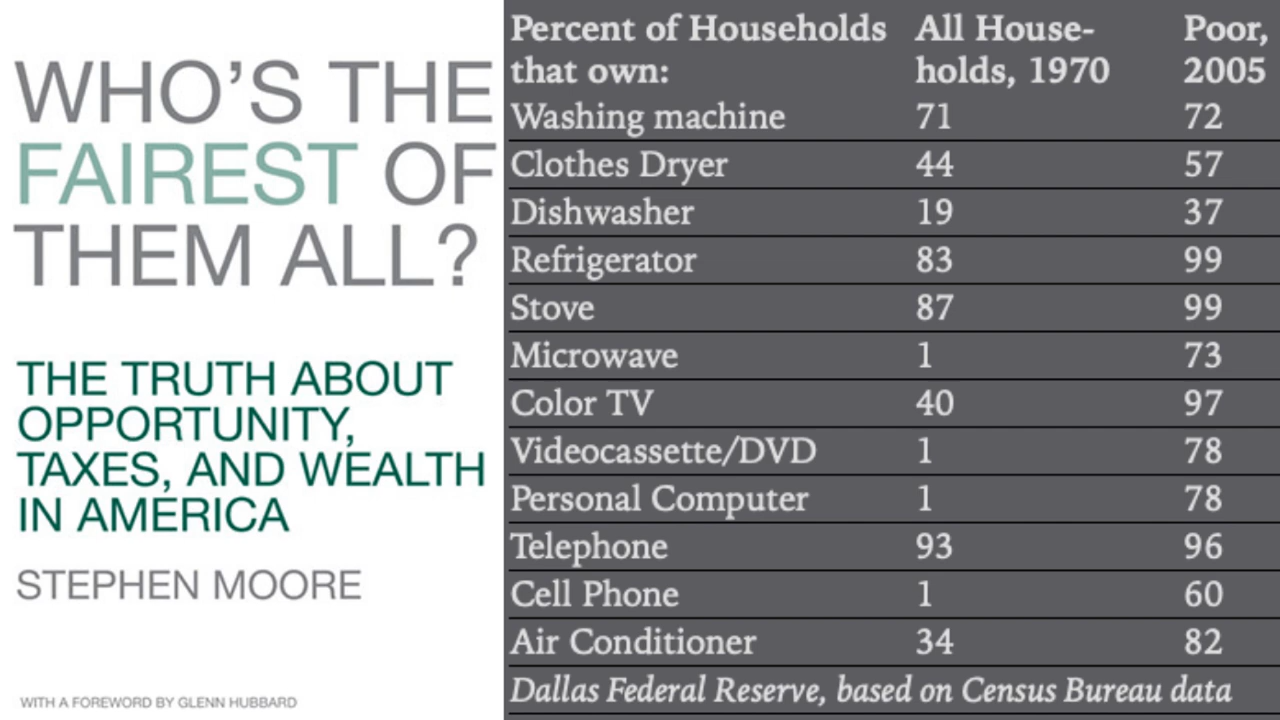 WHO'S THE
FAIREST OF
THEM ALL?
THE TRUTH ABOUT
OPPORTUNITY,
TAXES, AND WEALTH
IN AMERICA
STEPHEN MOORE
WITH A FOREWORD BY GLENN HUBBARD
Percent of Households All House- Poor,
that own: holds, 1970 2005
Washing machine 71 72
Clothes Dryer 44 57
Dishwasher 19 37
Refrigerator 83 99
Stove 87 99
Microwave 1 73
Color TV 40 97
Videocassette/DVD 1 78
Personal Computer 1 78
Telephone 93 96
Cell Phone 1 60
Air Conditioner 34 82
Dallas Federal Reserve, based on Census Bureau data